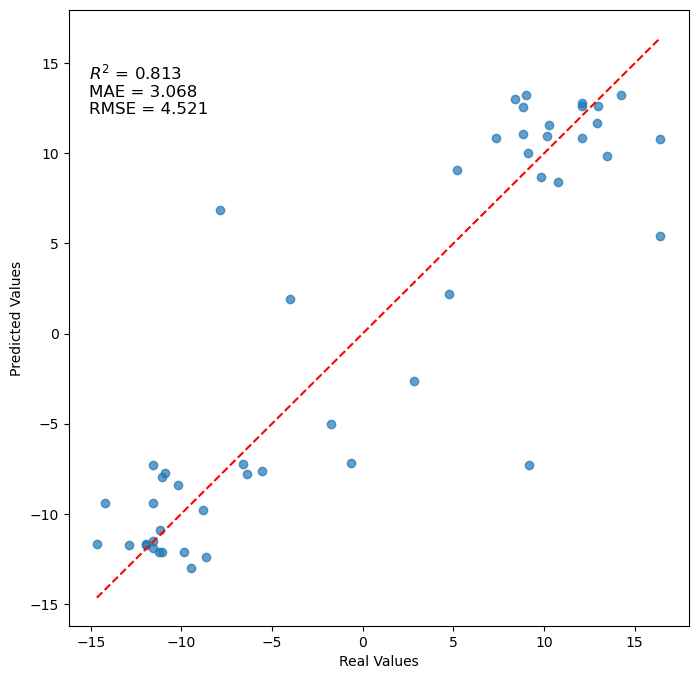 R² = 0.813
MAE = 3.068
RMSE = 4.521
15
10
5
0
−5
−10
−15
Predicted Values
−15 −10 −5 0 5 10 15
Real Values